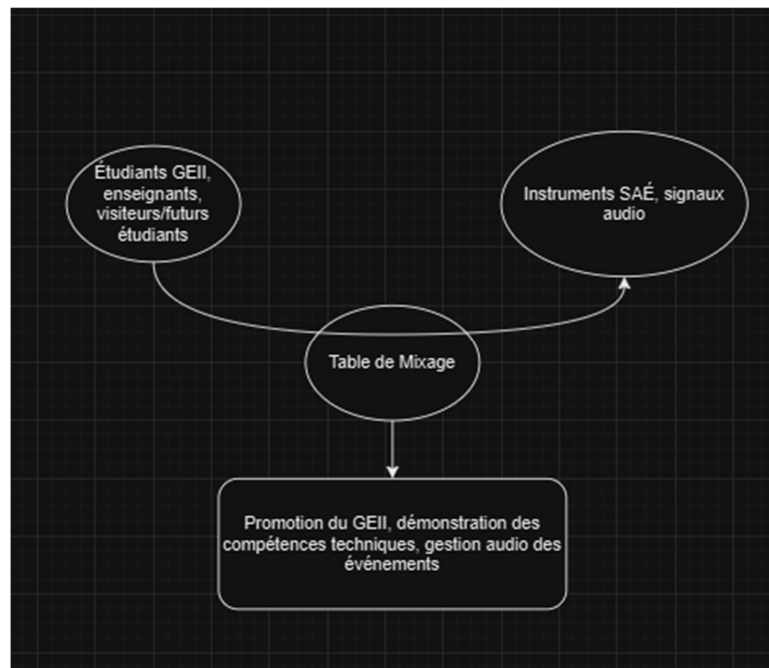 Étudiants GEII,
enseignants,
visiteurs/futurs
étudiants
Instruments SAÉ, signaux
audio
Table de Mixage
Promotion du GEII, démonstration des
compétences techniques, gestion audio des
événements